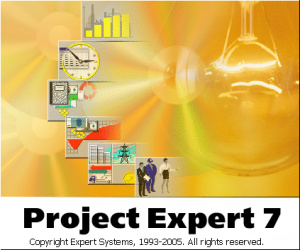 Project Expert 7
Copyright Expert Systems, 1993-2005. All rights reserved.